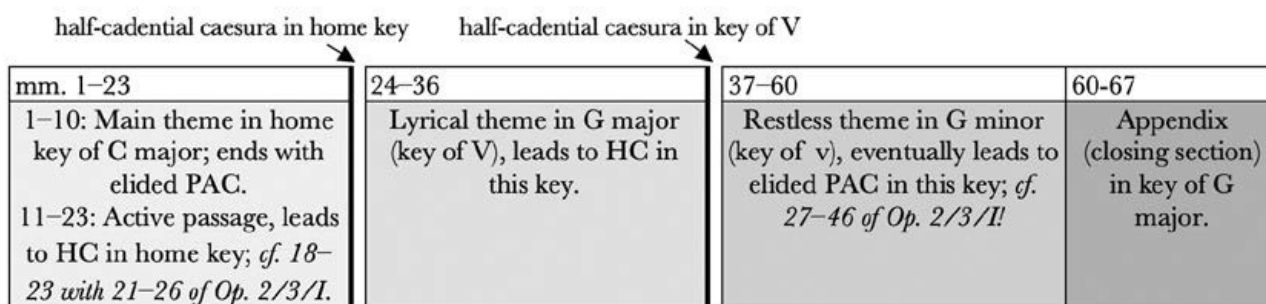 half-cadential caesura in home key
half-cadential caesura in key of V
mm. 1–23
1–10: Main theme in home
key of C major; ends with
elided PAC.
11–23: Active passage, leads
to HC in home key; cf. 18–
23 with 21–26 of Op. 2/3/I.
24–36
Lyrical theme in G major
(key of V), leads to HC in
this key.
37–60
Restless theme in G minor
(key of v), eventually leads to
elided PAC in this key; cf.
27–46 of Op. 2/3/I!
60-67
Appendix
(closing section)
in key of G
major.